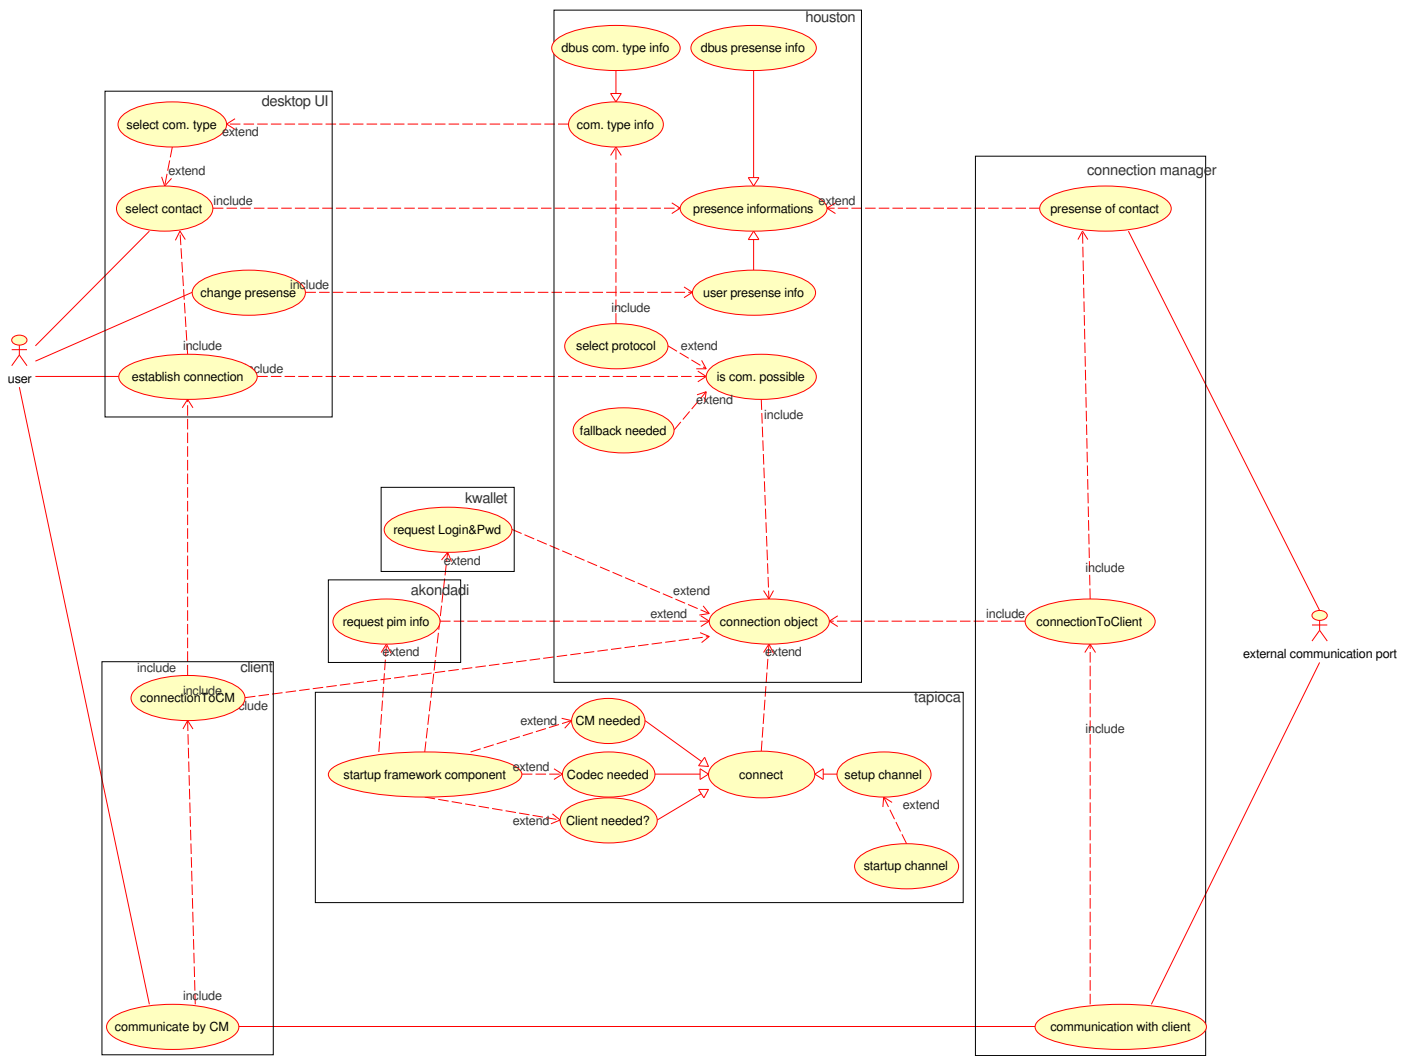 houston
dbus com. type info
dbus presense info
desktop UI
select com. type
extend
com. type info
extend
connection manager
select contact
include
presence informations
extend
presense of contact
change presense
include
user presense info
include
select protocol
extend
user
include
establish connection
include
is com. possible
extend
include
fallback needed
kwallet
request Login&Pwd
extend
include
akondadi
extend
request pim info
extend
connection object
include
connectionToClient
extend
extend
external communication port
include
client
include
connectionToCM
include
tapioca
extend
CM needed
include
startup framework component
extend
Codec needed
connect
setup channel
extend
extend
Client needed?
startup channel
include
communicate by CM
communication with client